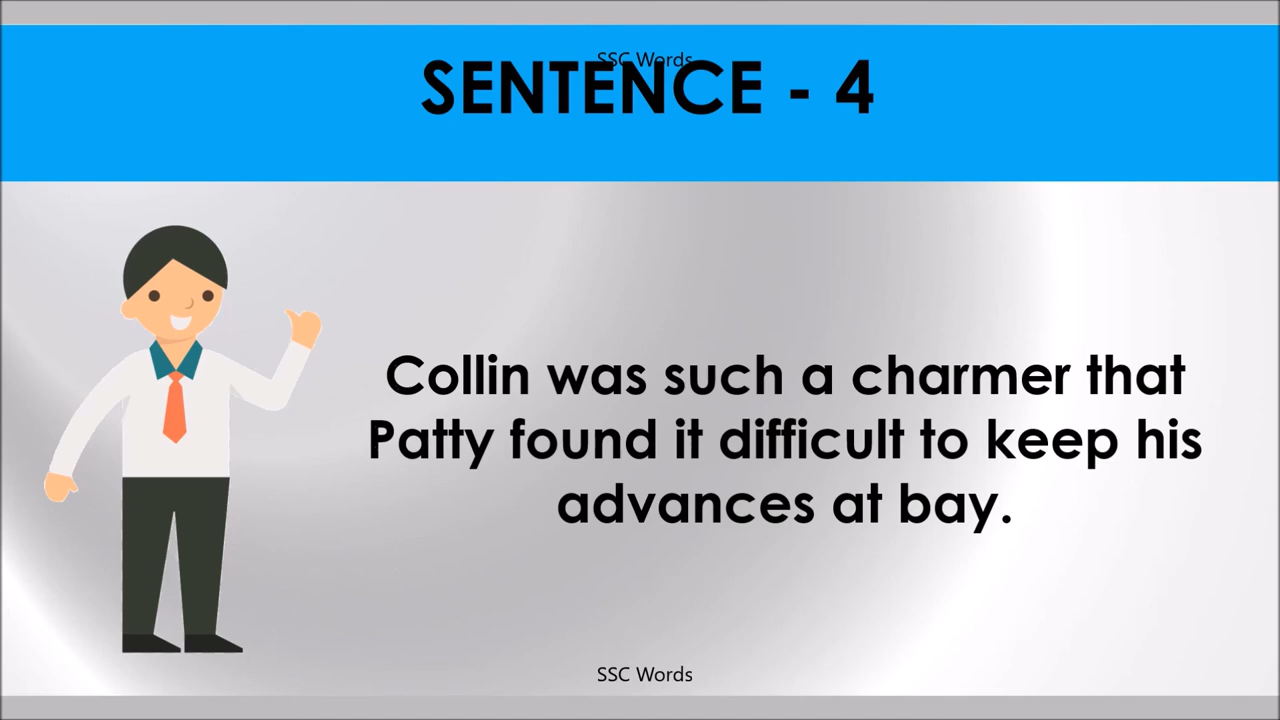 SSC Words
SENTENCE - 4
Collin was such a charmer that
Patty found it difficult to keep his
advances at bay.
SSC Words